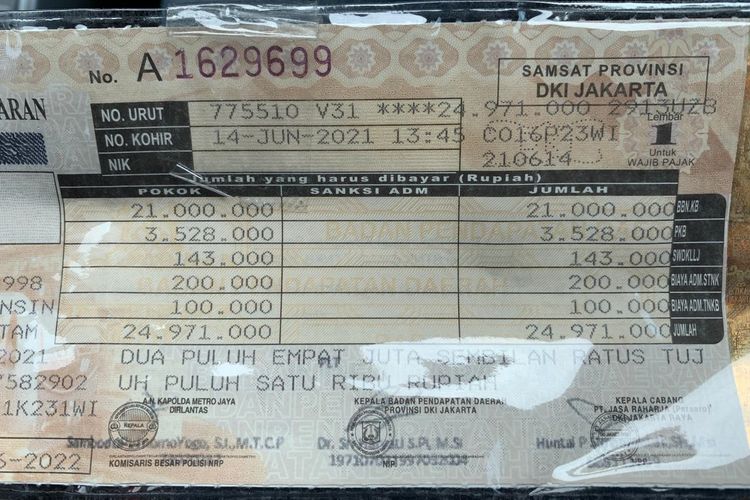 No. A 1629699
SAMSAT PROVINSI
DKI JAKARTA
ARAN
NO. URUT 775510 V31 ****24.971.000 2913UZB
NO. KOHIR 14-JUN-2021 13:45 C016P23WI
Lembar
1
Untuk
WAJIB PAJAK
NIK 210614
Jumlah yang harus dibayar (Rupiah)
POKOK SANKSI ADM JUMLAH
21.000.000 21.000.000 BBN.KB
3.528.000 3.528.000 PKB
143.000 143.000 SWDKLLJ
998 200.000 200.000 BIAYA ADM.STNK
NSIN 100.000 100.000 BIAYA ADM.TNKB
TAM 24.971.000 24.971.000 JUMLAH
2021 DUA PULUH EMPAT JUTA SEMBILAN RATUS TUJ
7582902 UH PULUH SATU RIBU RUPIAH
1K231WI
A.N. KAPOLDA METRO JAYA
DIRLANTAS
KEPALA BADAN PENDAPATAN DAERAH
PROVINSI DKI JAKARTA
KEPALA CABANG
PT. JASA RAHARJA (Persero)
DKI JAKARTA RAYA
-2022
KOMISARIS BESAR POLISI NRP
NIP.